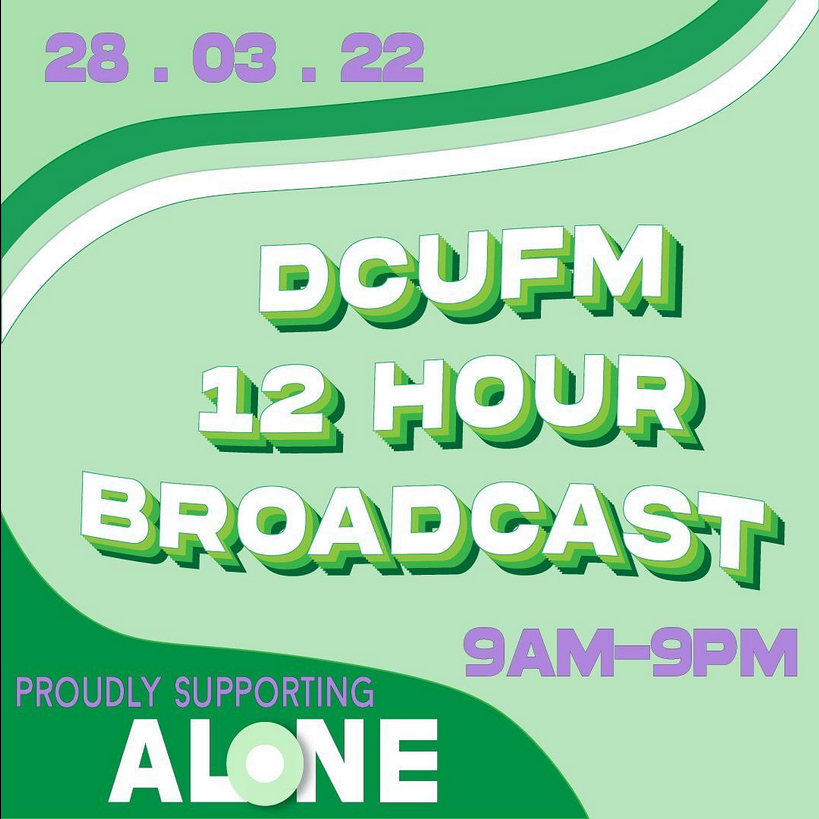 28 . 03 . 22
DCUFM
12 HOUR
BROADCAST
9AM-9PM
PROUDLY SUPPORTING
ALONE